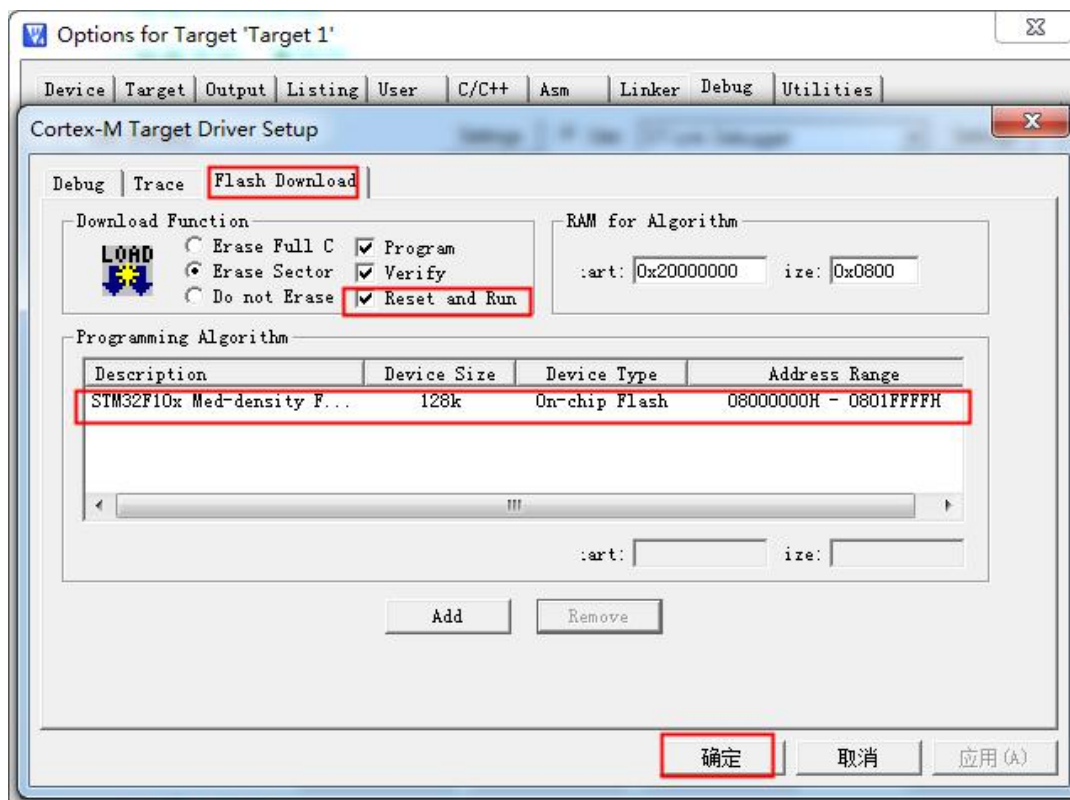 Options for Target 'Target 1'
Device Target Output Listing User C/C++ Asm Linker Debug Utilities
Cortex-M Target Driver Setup
Debug Trace Flash Download
Download Function
RAM for Algorithm
LOAD
Erase Full C Program
Erase Sector Verify
:art: 0x20000000 ize: 0x0800
Do not Erase Reset and Run
Programming Algorithm
Description Device Size Device Type Address Range
STM32F10x Med-density F... 128k On-chip Flash 08000000H - 0801FFFFH
:art: ize:
Add Remove
确定 取消 应用(A)